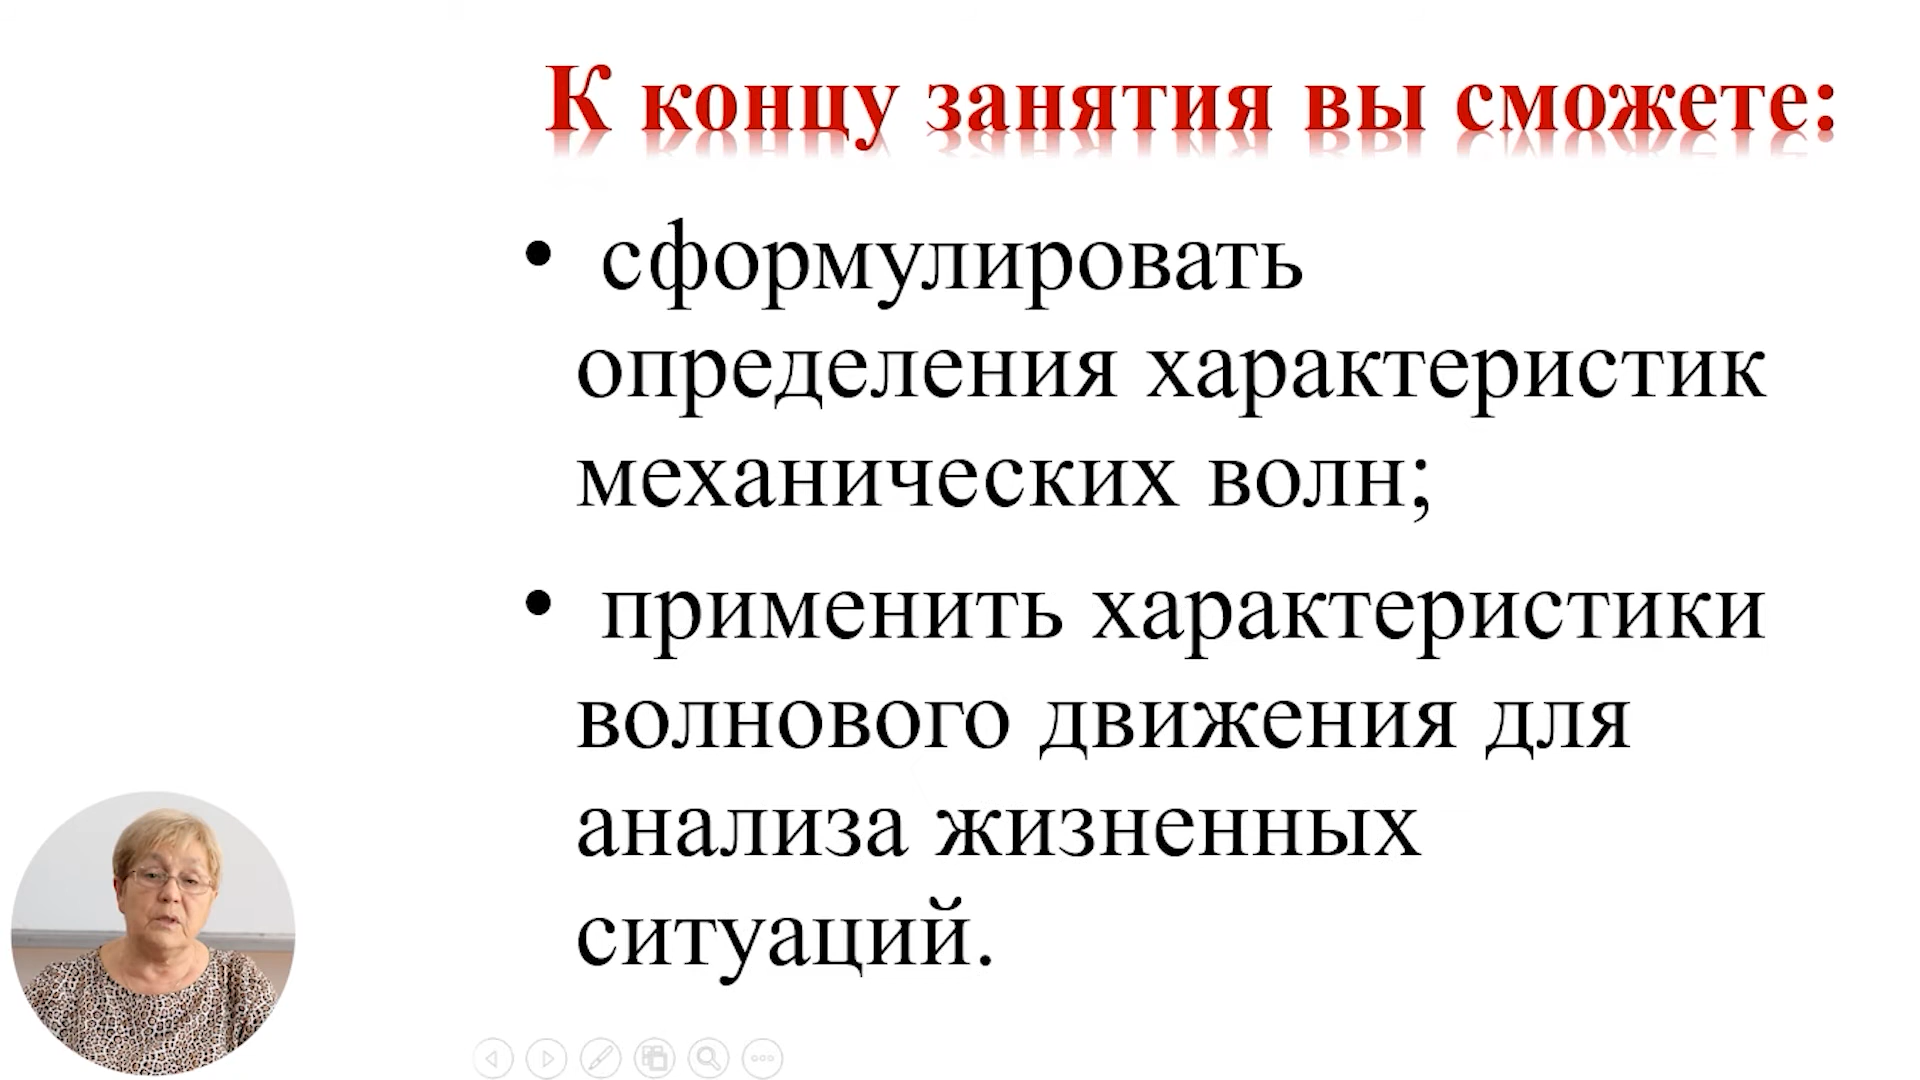 К концу занятия вы сможете:
• сформулировать
определения характеристик
механических волн;
• применить характеристики
волнового движения для
анализа жизненных
ситуаций.